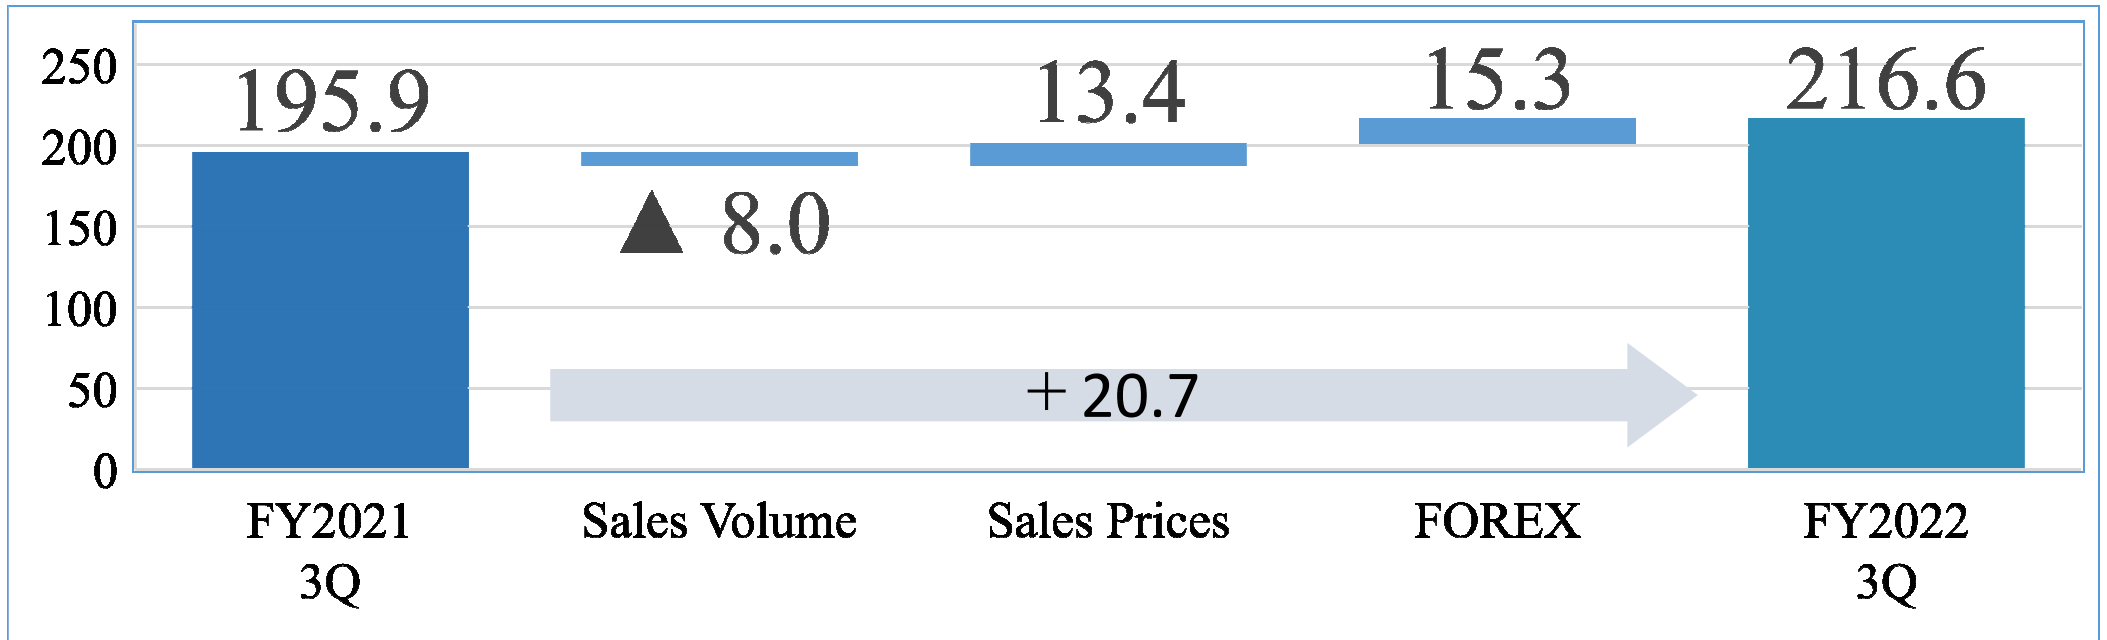 250
200
150
100
50
0
195.9
▲ 8.0
13.4
15.3
216.6
+20.7
FY2021
3Q
Sales Volume
Sales Prices
FOREX
FY2022
3Q